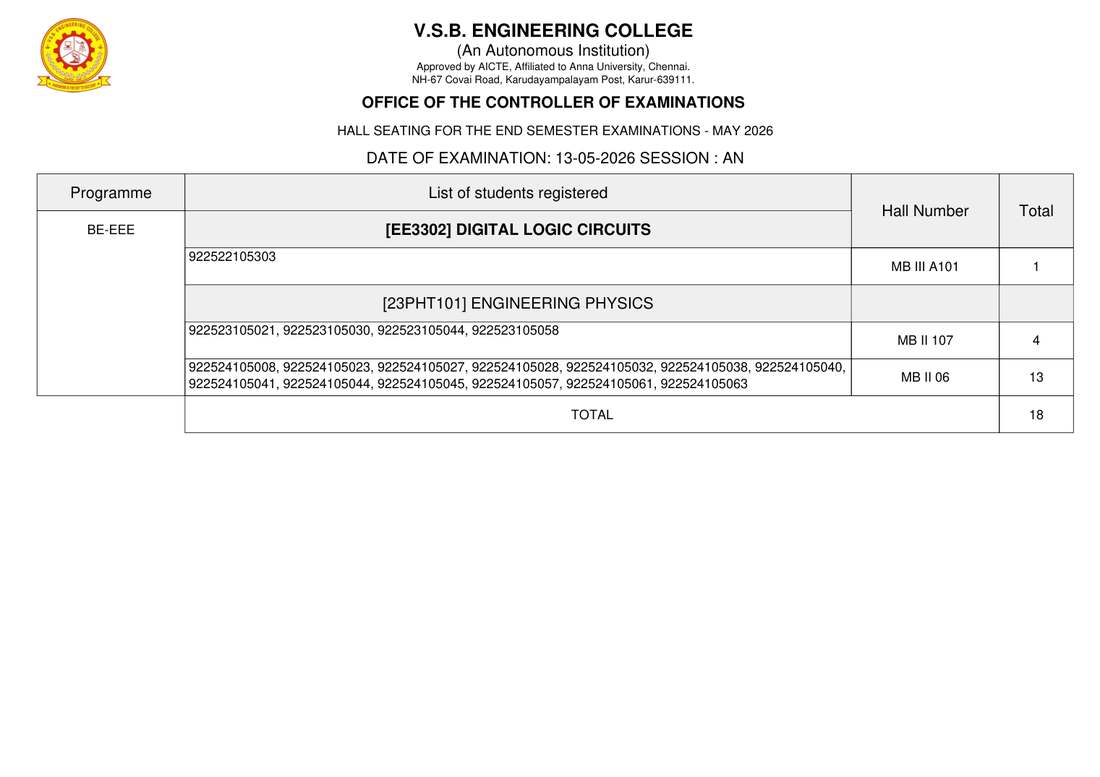 V.S.B. ENGINEERING COLLEGE
(An Autonomous Institution)
Approved by AICTE, Affiliated to Anna University, Chennai.
NH-67 Covai Road, Karudayampalayam Post, Karur-639111.
OFFICE OF THE CONTROLLER OF EXAMINATIONS
HALL SEATING FOR THE END SEMESTER EXAMINATIONS - MAY 2026
DATE OF EXAMINATION: 13-05-2026 SESSION : AN
Programme List of students registered Hall Number Total
BE-EEE [EE3302] DIGITAL LOGIC CIRCUITS
922522105303 MB III A101 1
[23PHT101] ENGINEERING PHYSICS
922523105021, 922523105030, 922523105044, 922523105058 MB II 107 4
922524105008, 922524105023, 922524105027, 922524105028, 922524105032, 922524105038, 922524105040,
922524105041, 922524105044, 922524105045, 922524105057, 922524105061, 922524105063 MB II 06 13
TOTAL 18